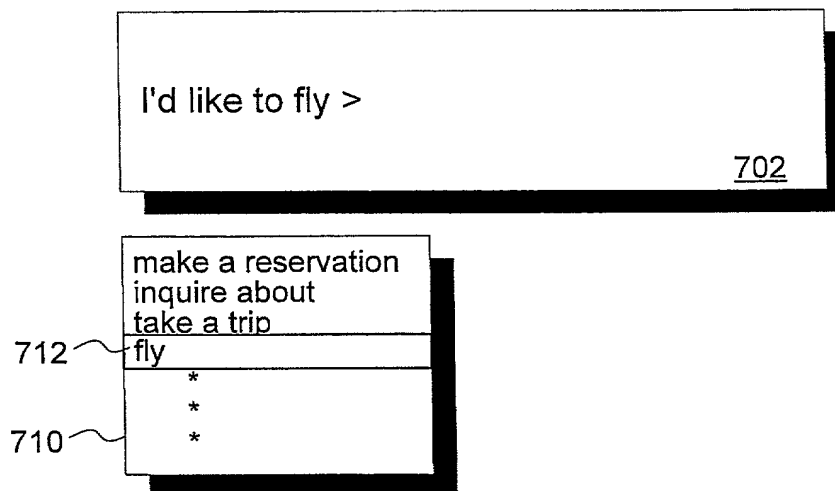 I'd like to fly >
702
make a reservation
inquire about
take a trip
712 fly
*
*
710 *